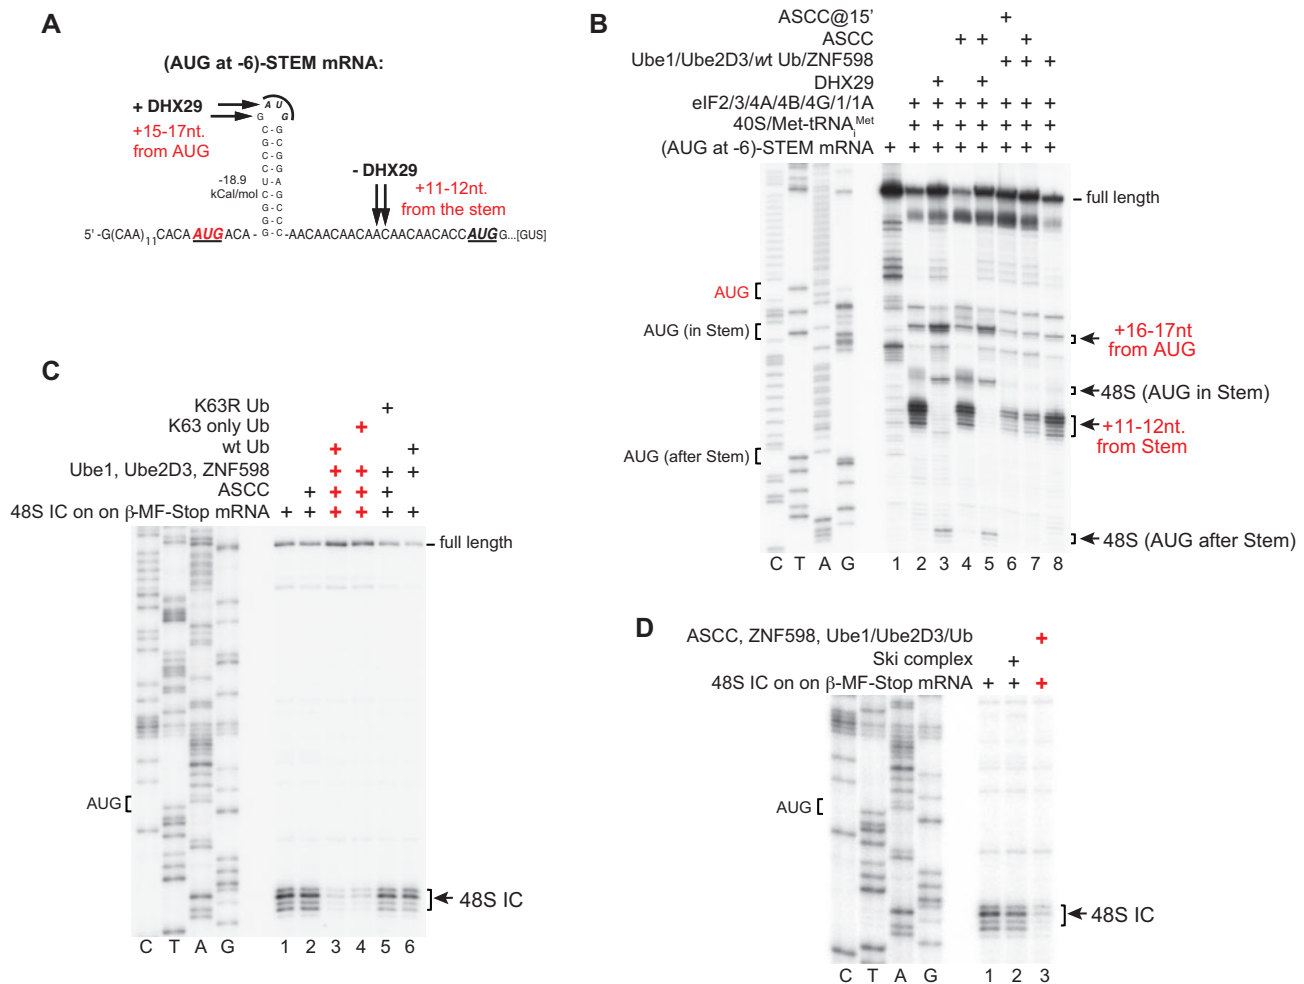 A
(AUG at -6)-STEM mRNA:
+ DHX29
+15-17nt.
from AUG
A U
G G
C - G
G - C
C - G
C - G
U - A
C - G
C - G
G - C
G - C
-18.9
kCal/mol
- DHX29
+11-12nt.
from the stem
5' -G(CAA)11CACA AUG ACA - G - C -AACAACAACAACAACAACACC AUG G...[GUS]
B
ASCC@15' +
ASCC + + +
Ube1/Ube2D3/wt Ub/ZNF598 + + +
DHX29 + +
eIF2/3/4A/4B/4G/1/1A + + + + + + +
40S/Met-tRNAiMet + + + + + + +
(AUG at -6)-STEM mRNA + + + + + + + +
full length
AUG
AUG (in Stem)
+16-17nt
from AUG
48S (AUG in Stem)
+11-12nt.
from Stem
AUG (after Stem)
48S (AUG after Stem)
C T A G 1 2 3 4 5 6 7 8
C
K63R Ub +
K63 only Ub +
wt Ub + +
Ube1, Ube2D3, ZNF598 + + + +
ASCC + + + +
48S IC on on β-MF-Stop mRNA + + + + + +
full length
AUG
48S IC
C T A G 1 2 3 4 5 6
D
ASCC, ZNF598, Ube1/Ube2D3/Ub +
Ski complex +
48S IC on on β-MF-Stop mRNA + + +
AUG
48S IC
C T A G 1 2 3